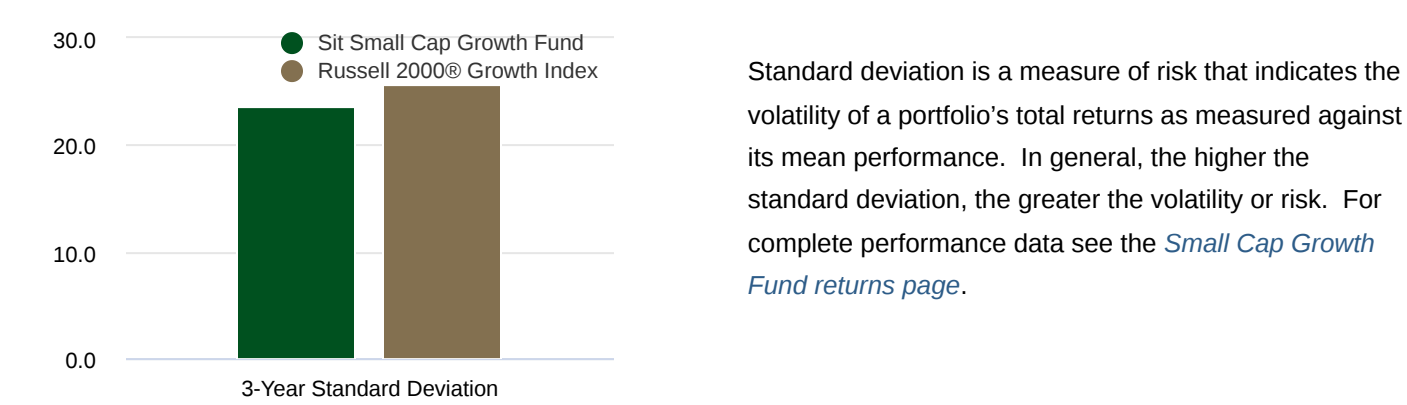 30.0
Sit Small Cap Growth Fund
Russell 2000® Growth Index
20.0
10.0
0.0
3-Year Standard Deviation
Standard deviation is a measure of risk that indicates the
volatility of a portfolio’s total returns as measured against
its mean performance.  In general, the higher the
standard deviation, the greater the volatility or risk.  For
complete performance data see the Small Cap Growth
Fund returns page.